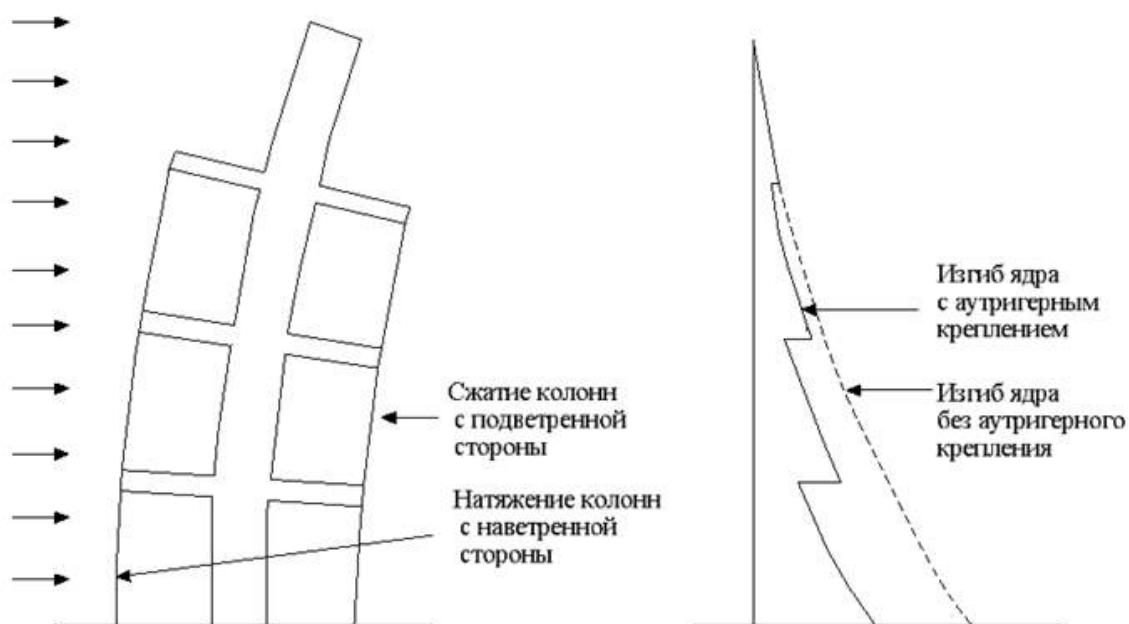 Сжатие колонн
с подветренной
стороны
Натяжение колонн
с наветренной
стороны
Изгиб ядра
с аутригерным
креплением
Изгиб ядра
без аутригерного
крепления